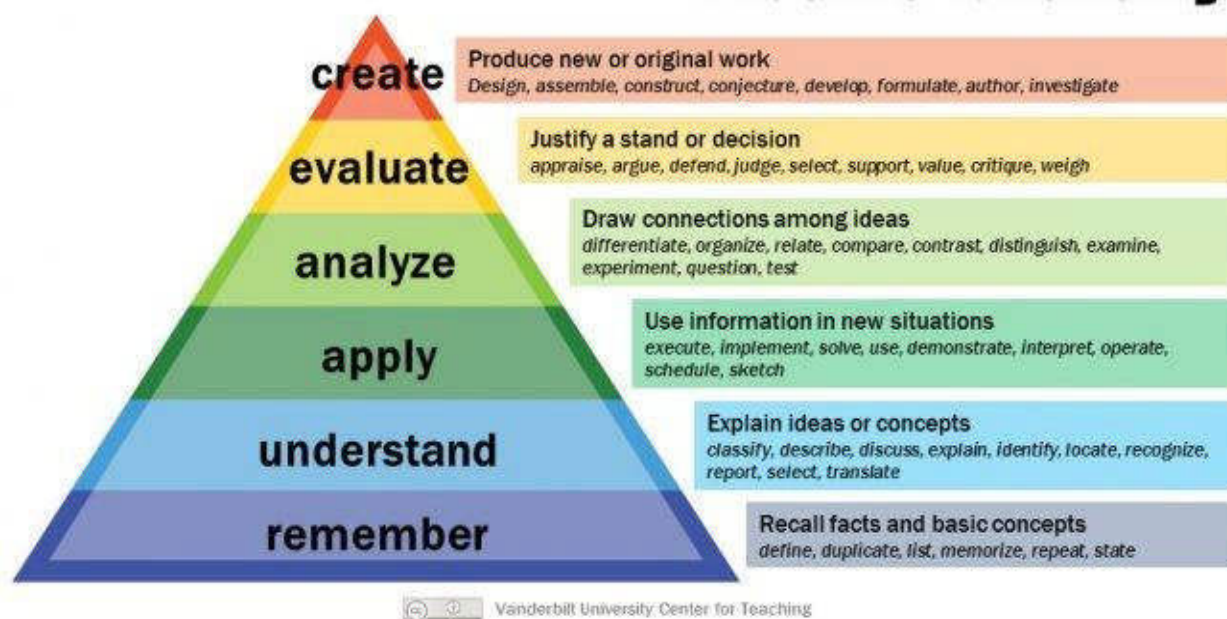 create
Produce new or original work
Design, assemble, construct, conjecture, develop, formulate, author, investigate
evaluate
Justify a stand or decision
appraise, argue, defend, judge, select, support, value, critique, weigh
analyze
Draw connections among ideas
differentiate, organize, relate, compare, contrast, distinguish, examine,
experiment, question, test
apply
Use information in new situations
execute, implement, solve, use, demonstrate, interpret, operate,
schedule, sketch
understand
Explain ideas or concepts
classify, describe, discuss, explain, identify, locate, recognize,
report, select, translate
remember
Recall facts and basic concepts
define, duplicate, list, memorize, repeat, state
Vanderbilt University Center for Teaching